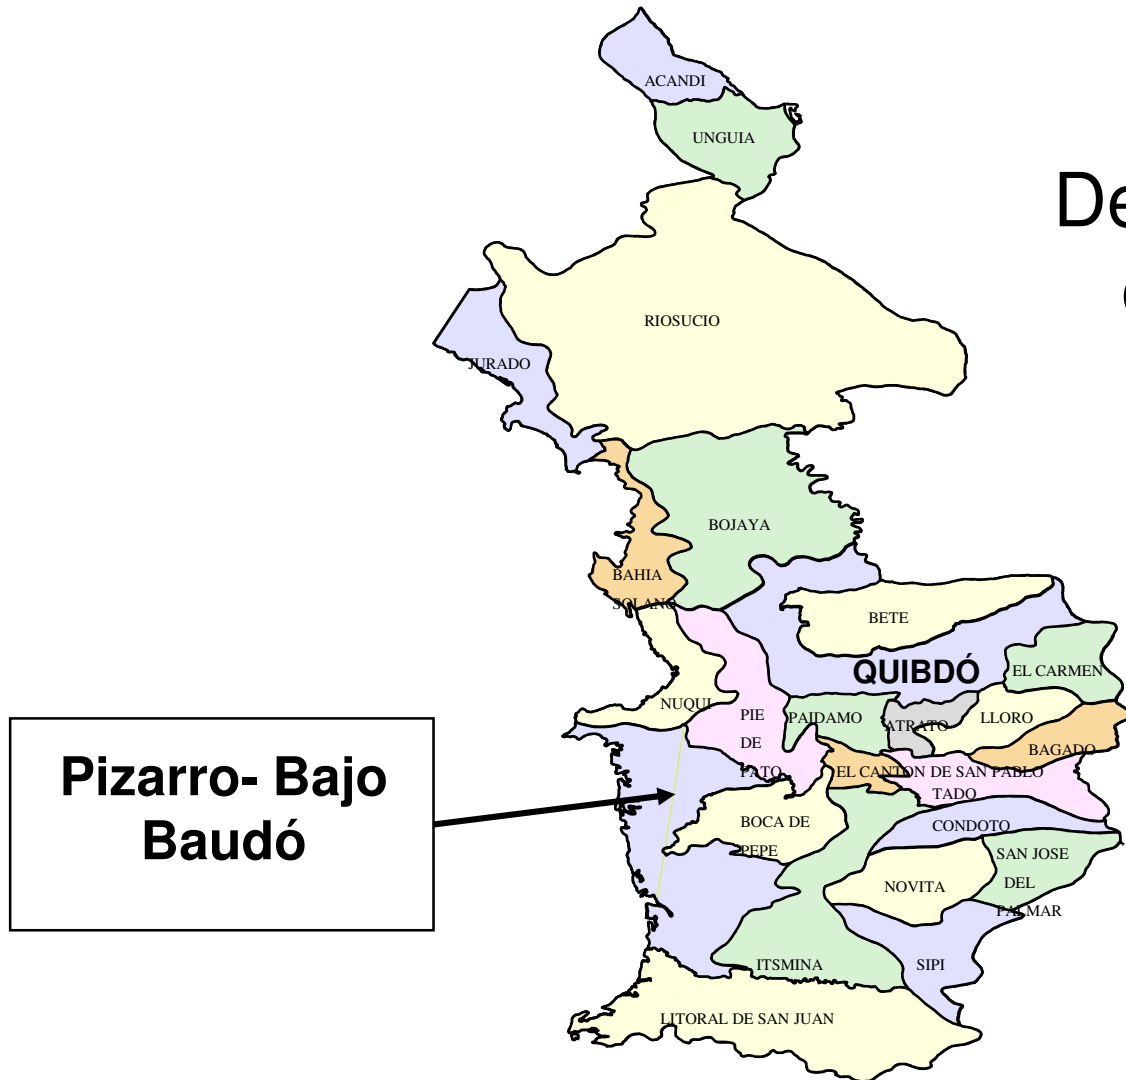 ACANDI
UNGUIA
De
RIOSUCIO
JURADO
BOJAYA
BAHIA
SOLANO
BETE
QUIBDÓ
EL CARMEN
NUQUI
PIE
DE
PATO
PAIDAMO
ATRATO
LLORO
BAGADO
EL CANTON DE SAN PABLO
TADO
Pizarro- Bajo
Baudó
BOCA DE
PEPE
CONDOTO
SAN JOSE
DEL
PALMAR
NOVITA
ITSMINA
SIPI
LITORAL DE SAN JUAN